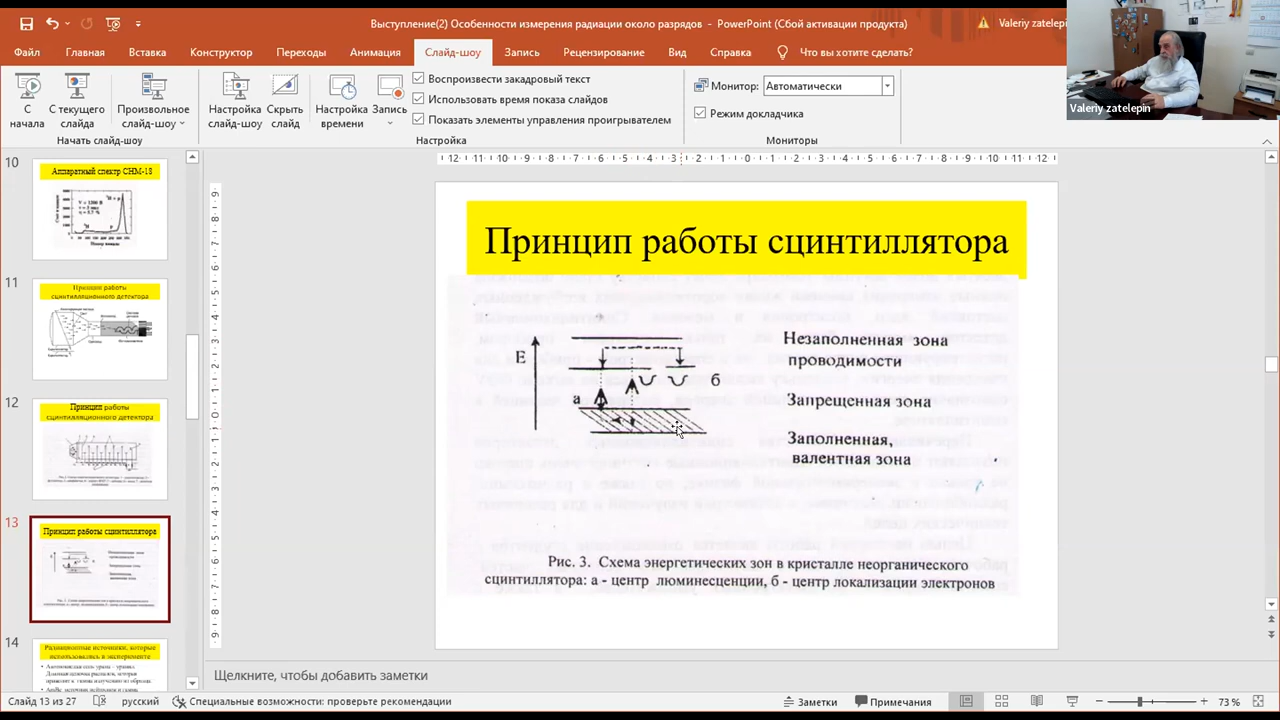 Выступление(2) Особенности измерения радиации около разрядов - PowerPoint (Сбой активации продукта)
Valeriy zatelepin
Файл Главная Вставка Конструктор Переходы Анимация Слайд-шоу Запись Рецензирование Вид Справка Что вы хотите сделать?
Valeriy zatelepin
С начала
С текущего слайда
Произвольное слайд-шоу
Начать слайд-шоу
Настройка слайд-шоу
Скрыть слайд
Настройка времени
Запись
Воспроизвести закадровый текст
Использовать время показа слайдов
Показать элементы управления проигрывателем
Настройка
Монитор: Автоматически
Режим докладчика
Мониторы
10
Аппаратный спектр СНМ-18
11
Принцип работы
сцинтилляционного детектора
12
Принцип работы
сцинтилляционного детектора
13
Принцип работы сцинтиллятора
14
Радиационные источники, которые
использовались в эксперименте
Принцип работы сцинтиллятора
E
а
б
Незаполненная зона
проводимости
Запрещенная зона
Заполненная,
валентная зона
Рис. 3. Схема энергетических зон в кристалле неорганического
сцинтиллятора: а - центр люминесценции, б - центр локализации электронов
Щелкните, чтобы добавить заметки
Слайд 13 из 27 русский Специальные возможности: проверьте рекомендации Заметки Примечания 73 %